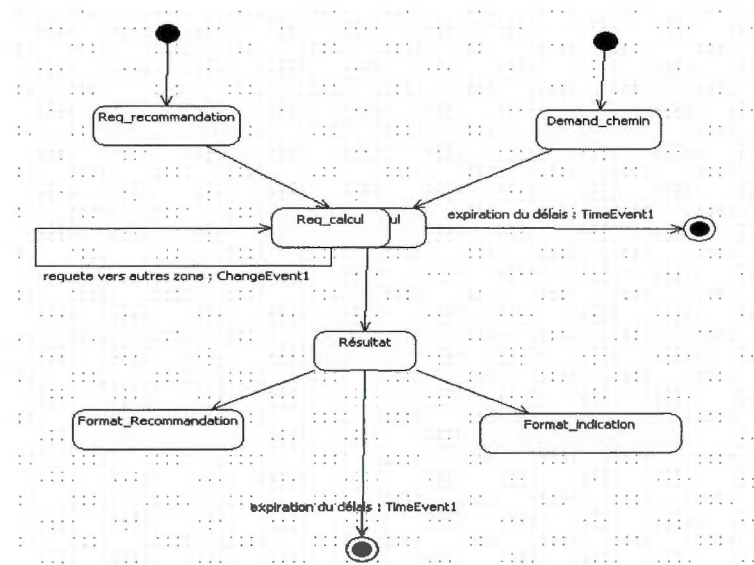 Req_recommandation
Demand_chemin
Req_calcul ul
expiration du délais : TimeEvent1
requete vers autres zone ; ChangeEvent1
Résultat
Format_Recommandation
Format_indication
expiration du délais : TimeEvent1